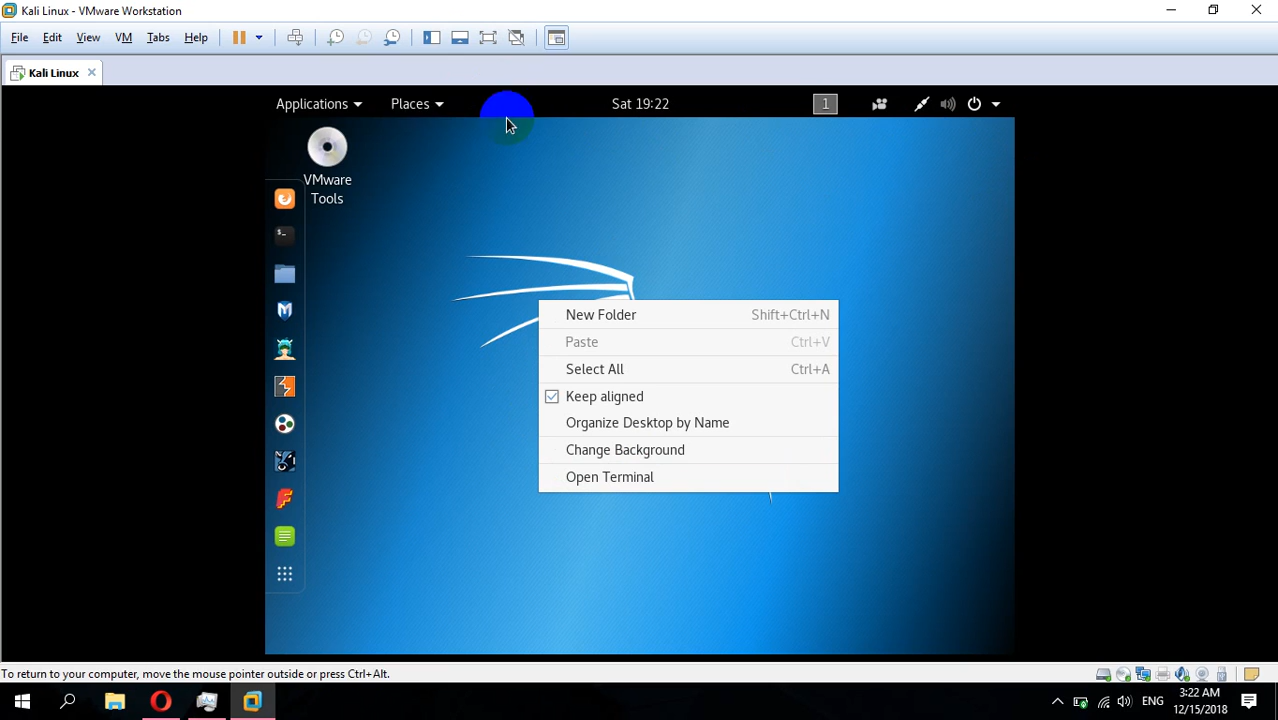 Kali Linux - VMware Workstation
File Edit View VM Tabs Help
Kali Linux
Applications Places Sat 19:22 1
VMware
Tools
New Folder Shift+Ctrl+N
Paste Ctrl+V
Select All Ctrl+A
Keep aligned
Organize Desktop by Name
Change Background
Open Terminal
To return to your computer, move the mouse pointer outside or press Ctrl+Alt.
ENG
3:22 AM
12/15/2018